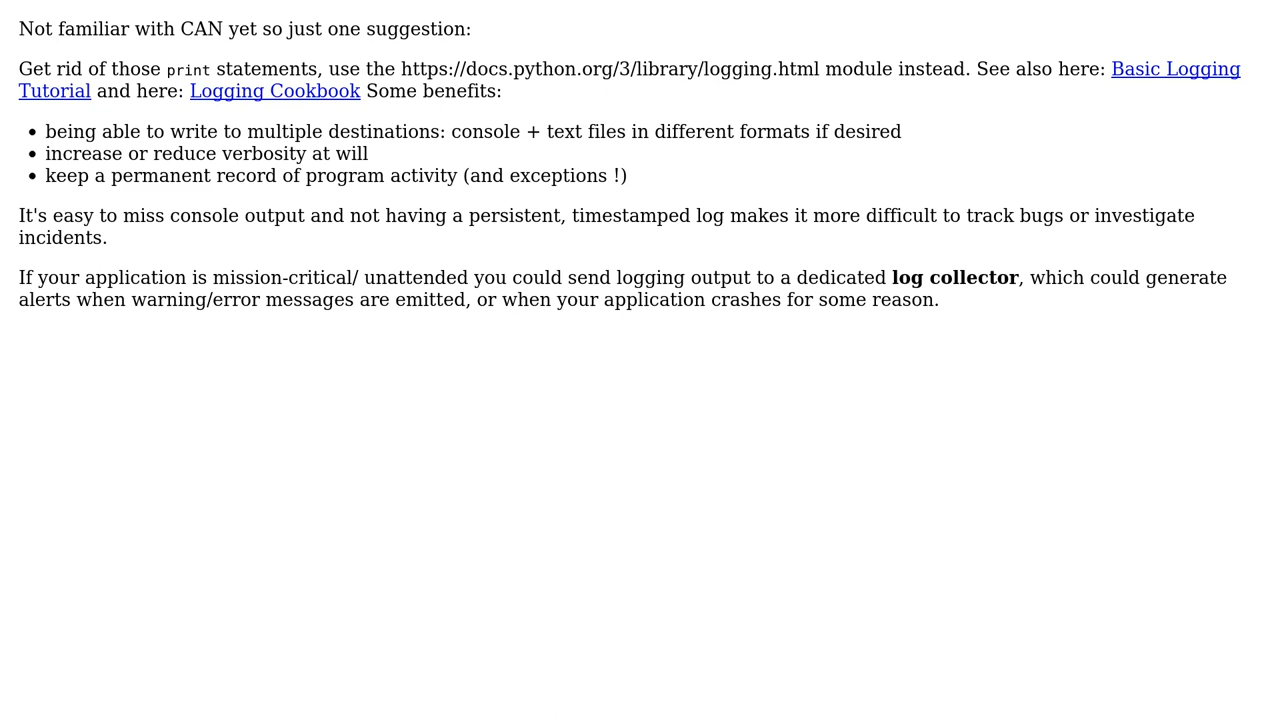 Not familiar with CAN yet so just one suggestion:
Get rid of those print statements, use the https://docs.python.org/3/library/logging.html module instead. See also here: Basic Logging
Tutorial and here: Logging Cookbook Some benefits:
• being able to write to multiple destinations: console + text files in different formats if desired
• increase or reduce verbosity at will
• keep a permanent record of program activity (and exceptions !)
It's easy to miss console output and not having a persistent, timestamped log makes it more difficult to track bugs or investigate
incidents.
If your application is mission-critical/ unattended you could send logging output to a dedicated log collector, which could generate
alerts when warning/error messages are emitted, or when your application crashes for some reason.